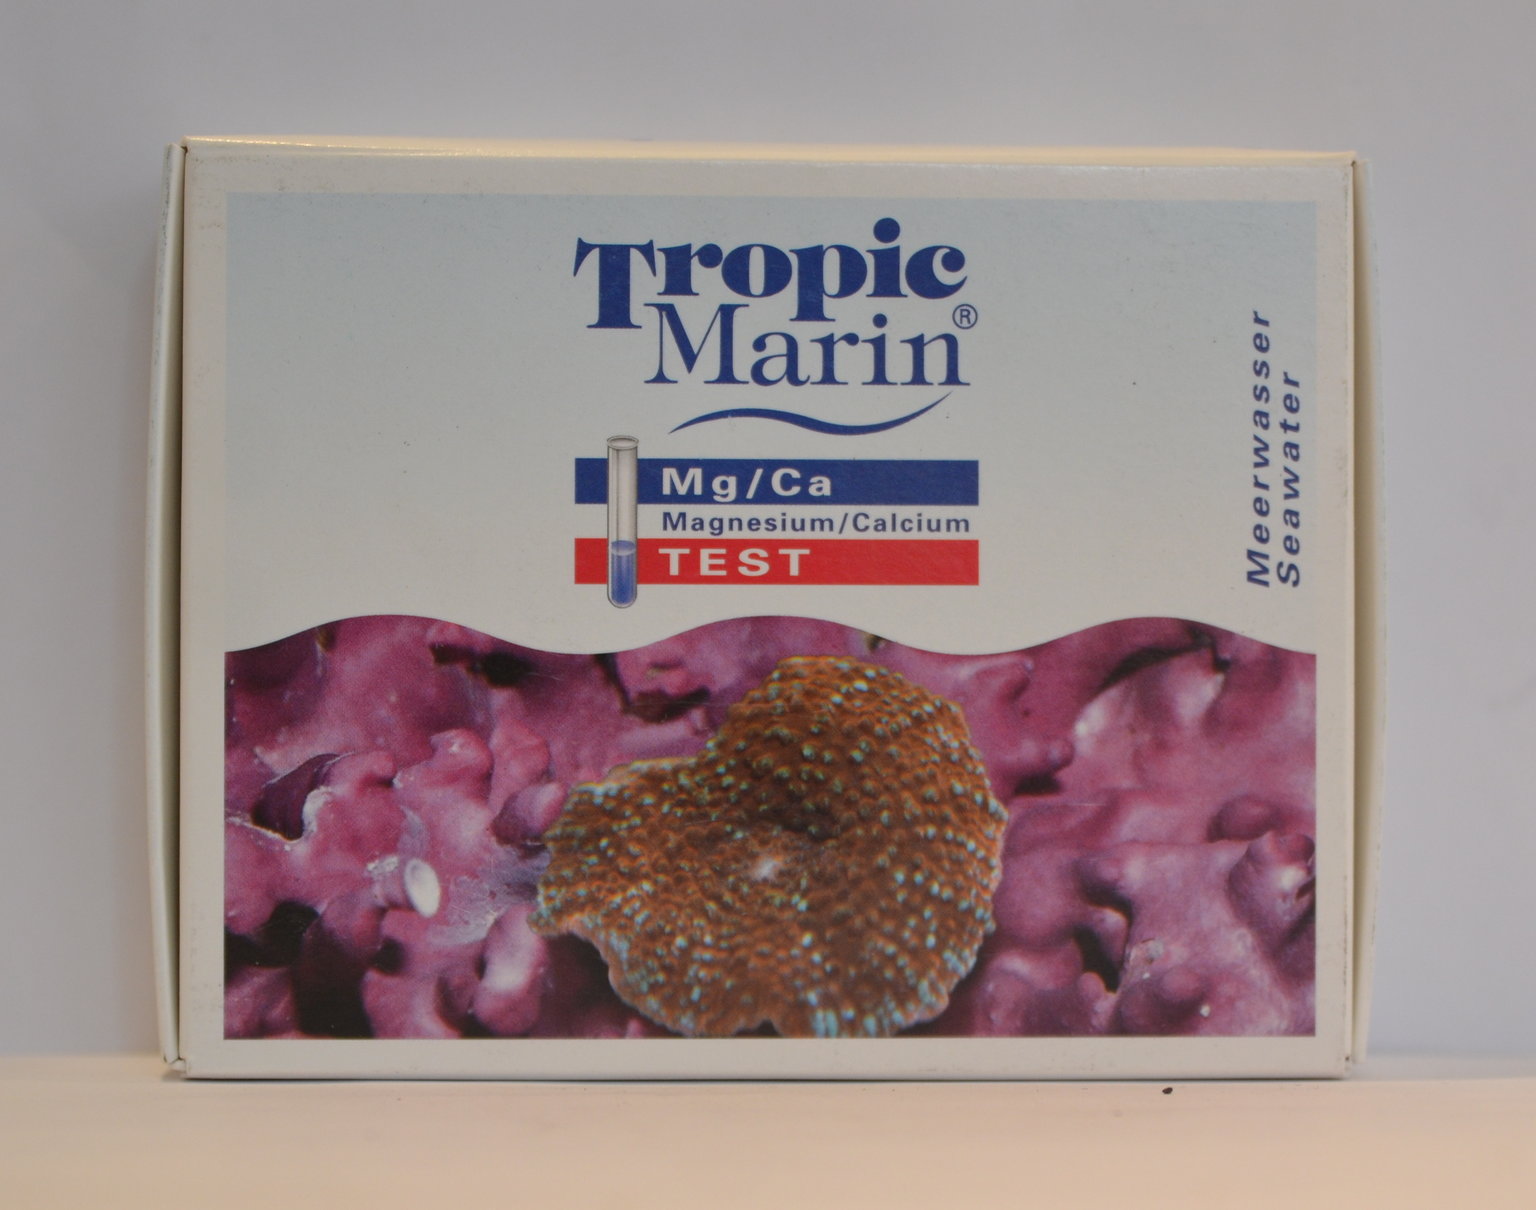 Tropic
Marin®
Mg/Ca
Magnesium/Calcium
TEST
Meerwasser
Seawater